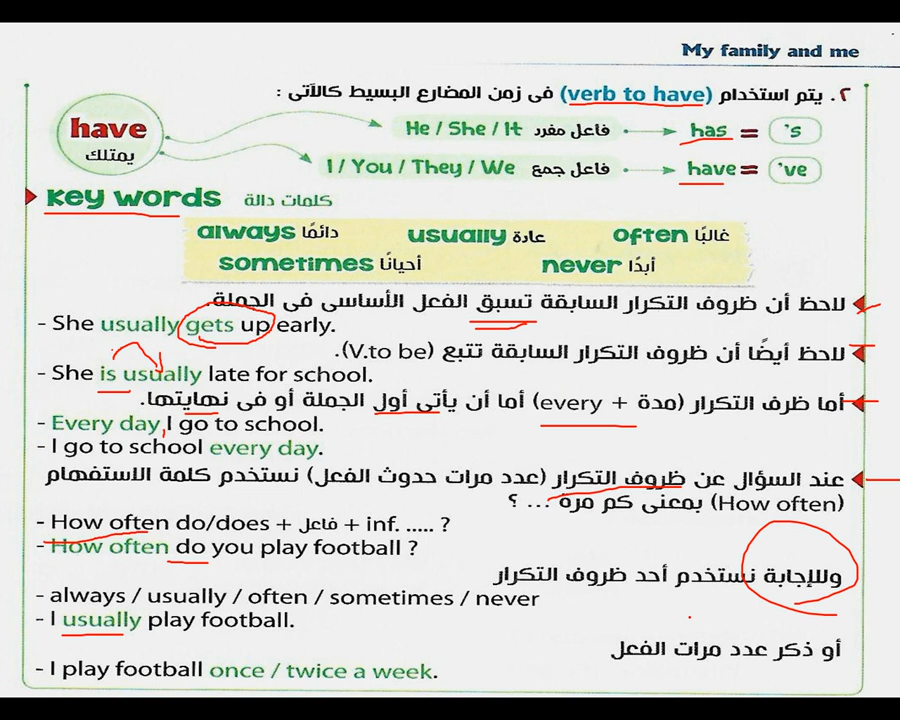 My family and me
٢. يتم استخدام (verb to have) فى زمن المضارع البسيط كالآتى :
have يمتلك
He / She / It فاعل مفرد has = 's
I / You / They / We فاعل جمع have = 've
key words كلمات دالة
always دائمًا usually عادة often غالبًا
sometimes أحيانًا never أبدًا
لاحظ أن ظروف التكرار السابقة تسبق الفعل الأساسى فى الجملة.
- She usually gets up early.
لاحظ أيضًا أن ظروف التكرار السابقة تتبع (V.to be).
- She is usually late for school.
أما ظرف التكرار (مدة + every) أما أن يأتى أول الجملة أو فى نهايتها.
- Every day, I go to school.
- I go to school every day.
عند السؤال عن ظروف التكرار (عدد مرات حدوث الفعل) نستخدم كلمة الاستفهام
(How often) بمعنى كم مرة ... ؟
- How often do/does + فاعل + inf. ..... ?
- How often do you play football ?
وللإجابة نستخدم أحد ظروف التكرار
- always / usually / often / sometimes / never
- I usually play football.
أو ذكر عدد مرات الفعل
- I play football once / twice a week.